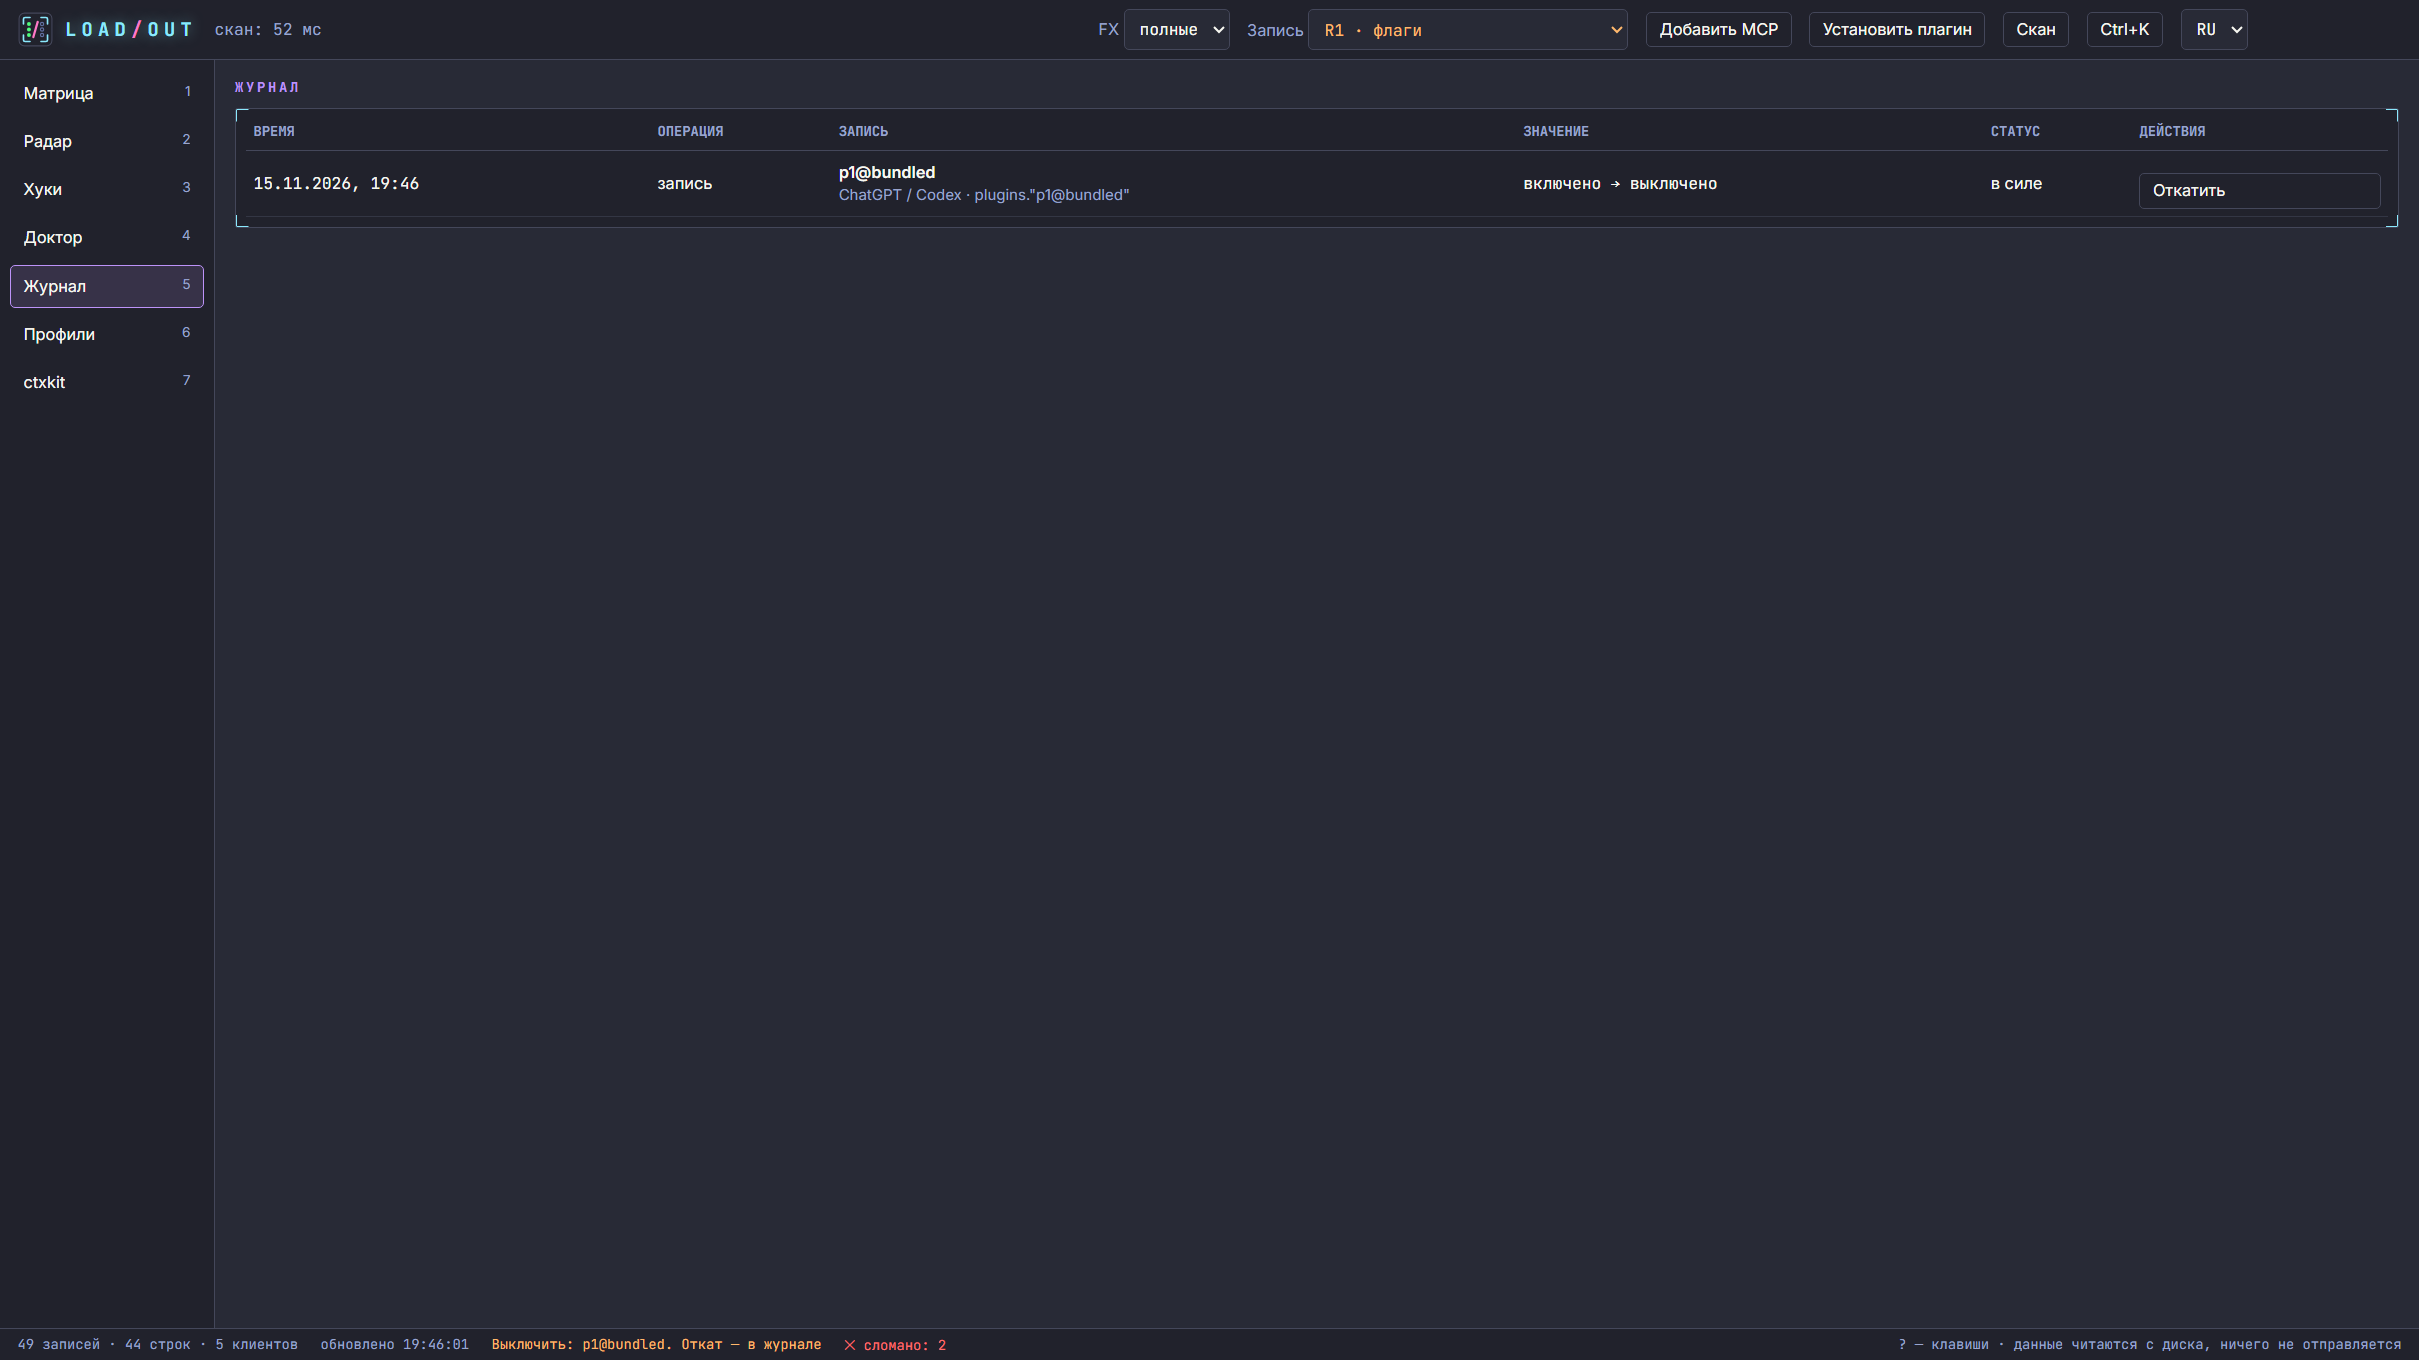 LOAD/OUT скан: 52 мс FX полные Запись R1 · флаги Добавить MCP Установить плагин Скан Ctrl+K RU
Матрица 1
Радар 2
Хуки 3
Доктор 4
Журнал 5
Профили 6
ctxkit 7
ЖУРНАЛ
ВРЕМЯ ОПЕРАЦИЯ ЗАПИСЬ ЗНАЧЕНИЕ СТАТУС ДЕЙСТВИЯ
15.11.2026, 19:46 запись p1@bundled включено → выключено в силе Откатить
ChatGPT / Codex · plugins."p1@bundled"
49 записей · 44 строк · 5 клиентов обновлено 19:46:01 Выключить: p1@bundled. Откат — в журнале ✕ сломано: 2 ? — клавиши · данные читаются с диска, ничего не отправляется